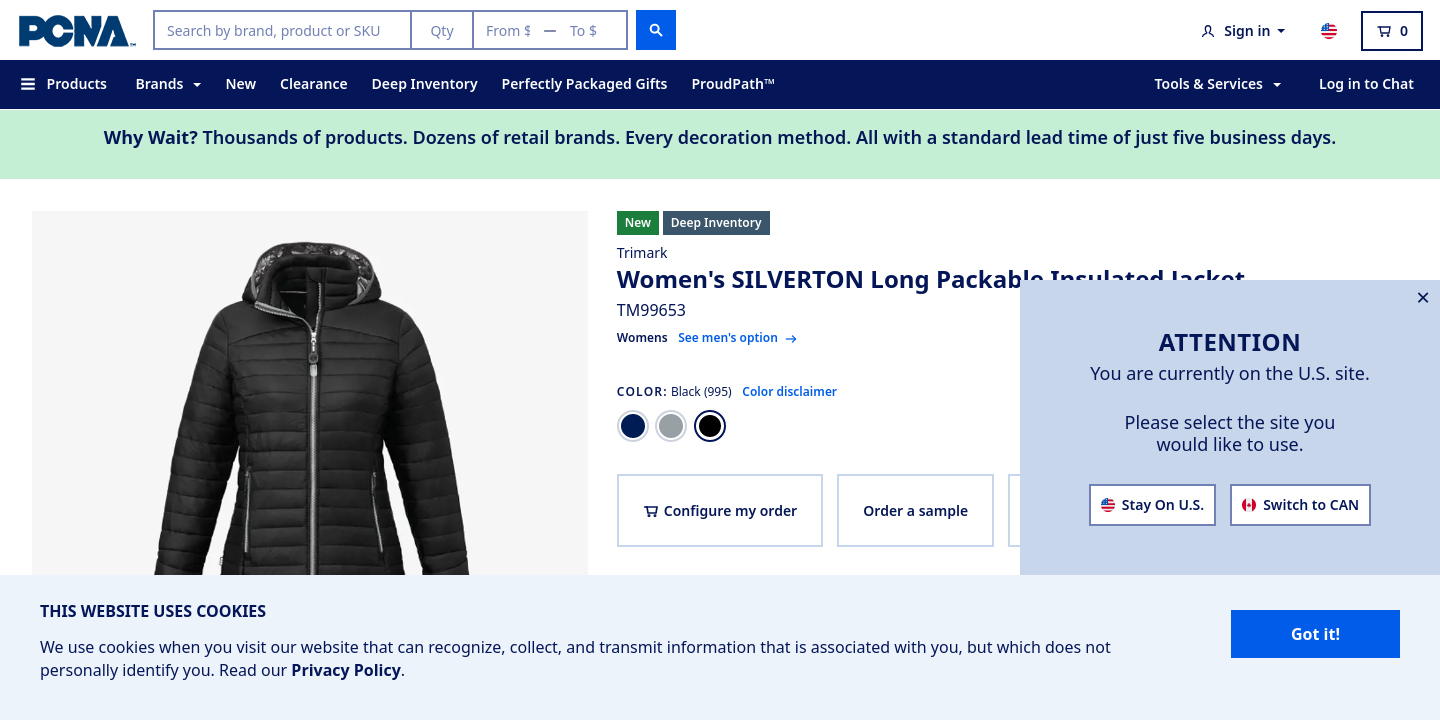 PCNA™
Search by brand, product or SKU
Qty
From $ — To $
Sign in
0
Products
Brands
New
Clearance
Deep Inventory
Perfectly Packaged Gifts
ProudPath™
Tools & Services
Log in to Chat
Why Wait? Thousands of products. Dozens of retail brands. Every decoration method. All with a standard lead time of just five business days.
New
Deep Inventory
Trimark
Women's SILVERTON Long Packable Insulated Jacket
TM99653
Womens See men's option →
COLOR: Black (995) Color disclaimer
Configure my order
Order a sample
×
ATTENTION
You are currently on the U.S. site.
Please select the site you
would like to use.
Stay On U.S.
Switch to CAN
THIS WEBSITE USES COOKIES
We use cookies when you visit our website that can recognize, collect, and transmit information that is associated with you, but which does not
personally identify you. Read our Privacy Policy.
Got it!